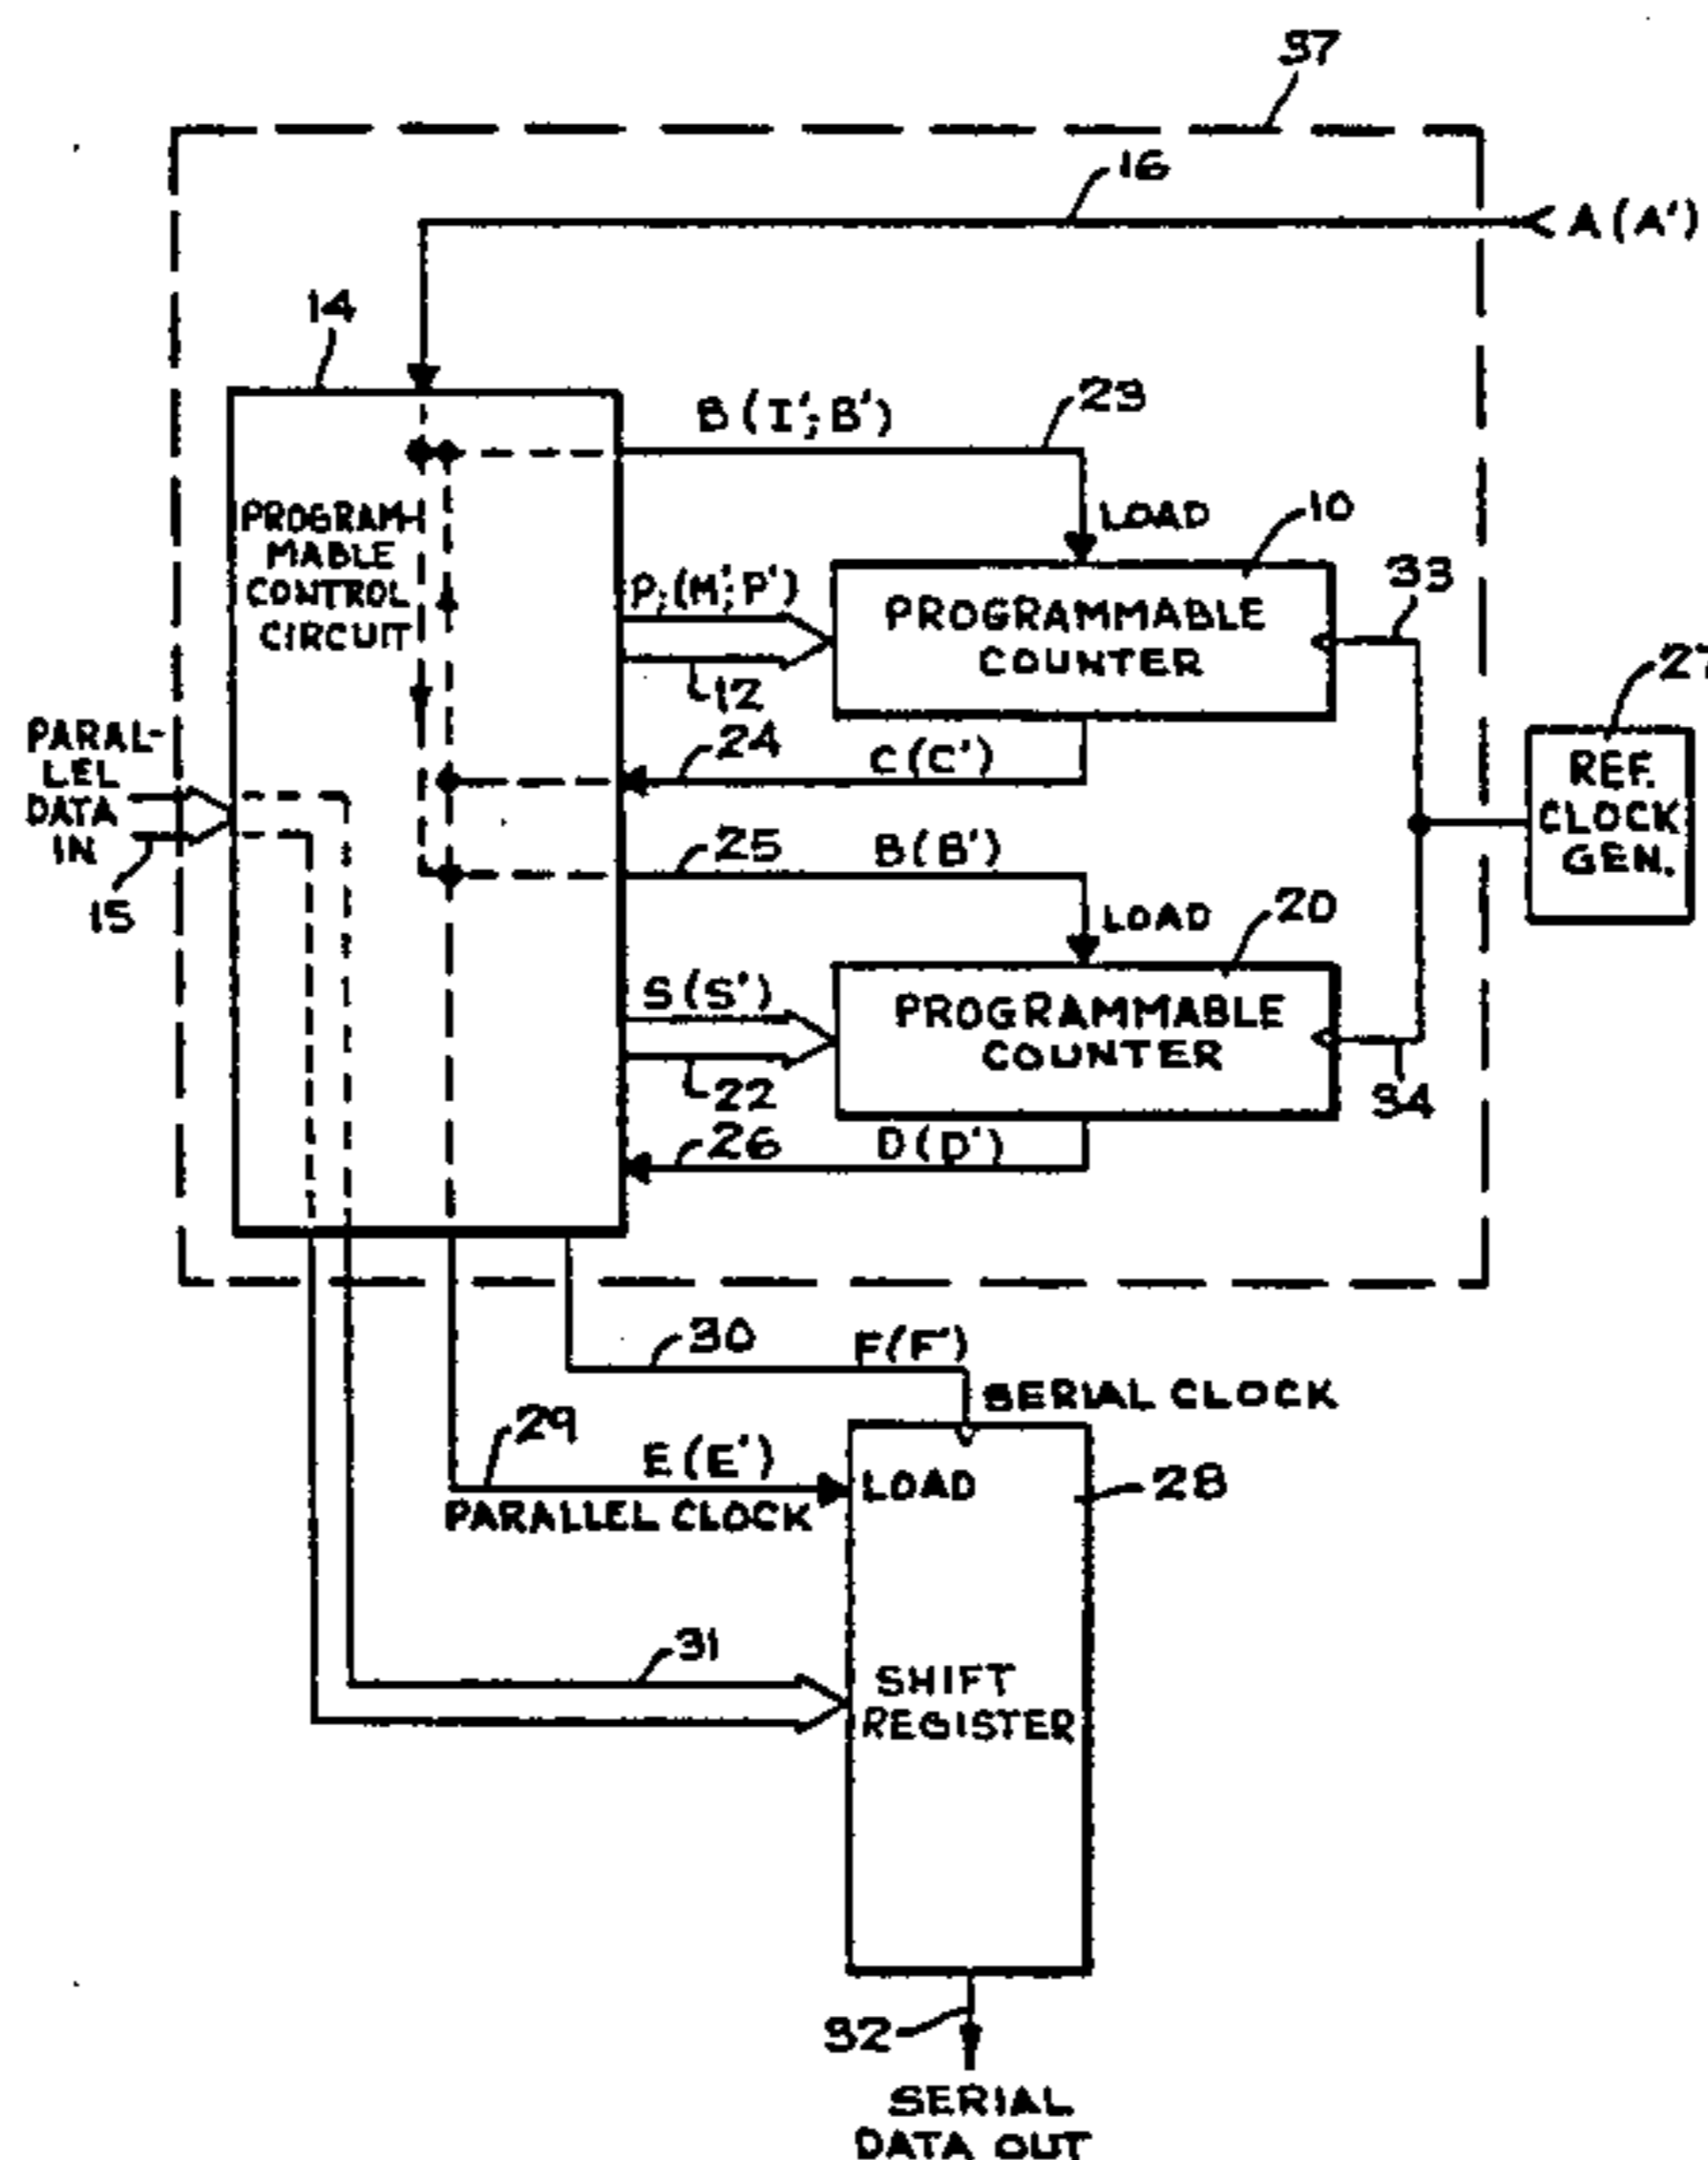 37
16
A(A')
14
B(I';B')
23
LOAD
10
PROGRAM-
MABLE
CONTROL
CIRCUIT
P;(M';P')
12
PROGRAMMABLE
COUNTER
33
27
REF.
CLOCK
GEN.
24
C(C')
PARAL-
LEL
DATA
IN
15
25
B(B')
LOAD
20
S(S')
22
PROGRAMMABLE
COUNTER
34
26
D(D')
30
F(F')
SERIAL CLOCK
29
E(E')
PARALLEL CLOCK
LOAD
28
31
SHIFT
REGISTER
32
SERIAL
DATA OUT